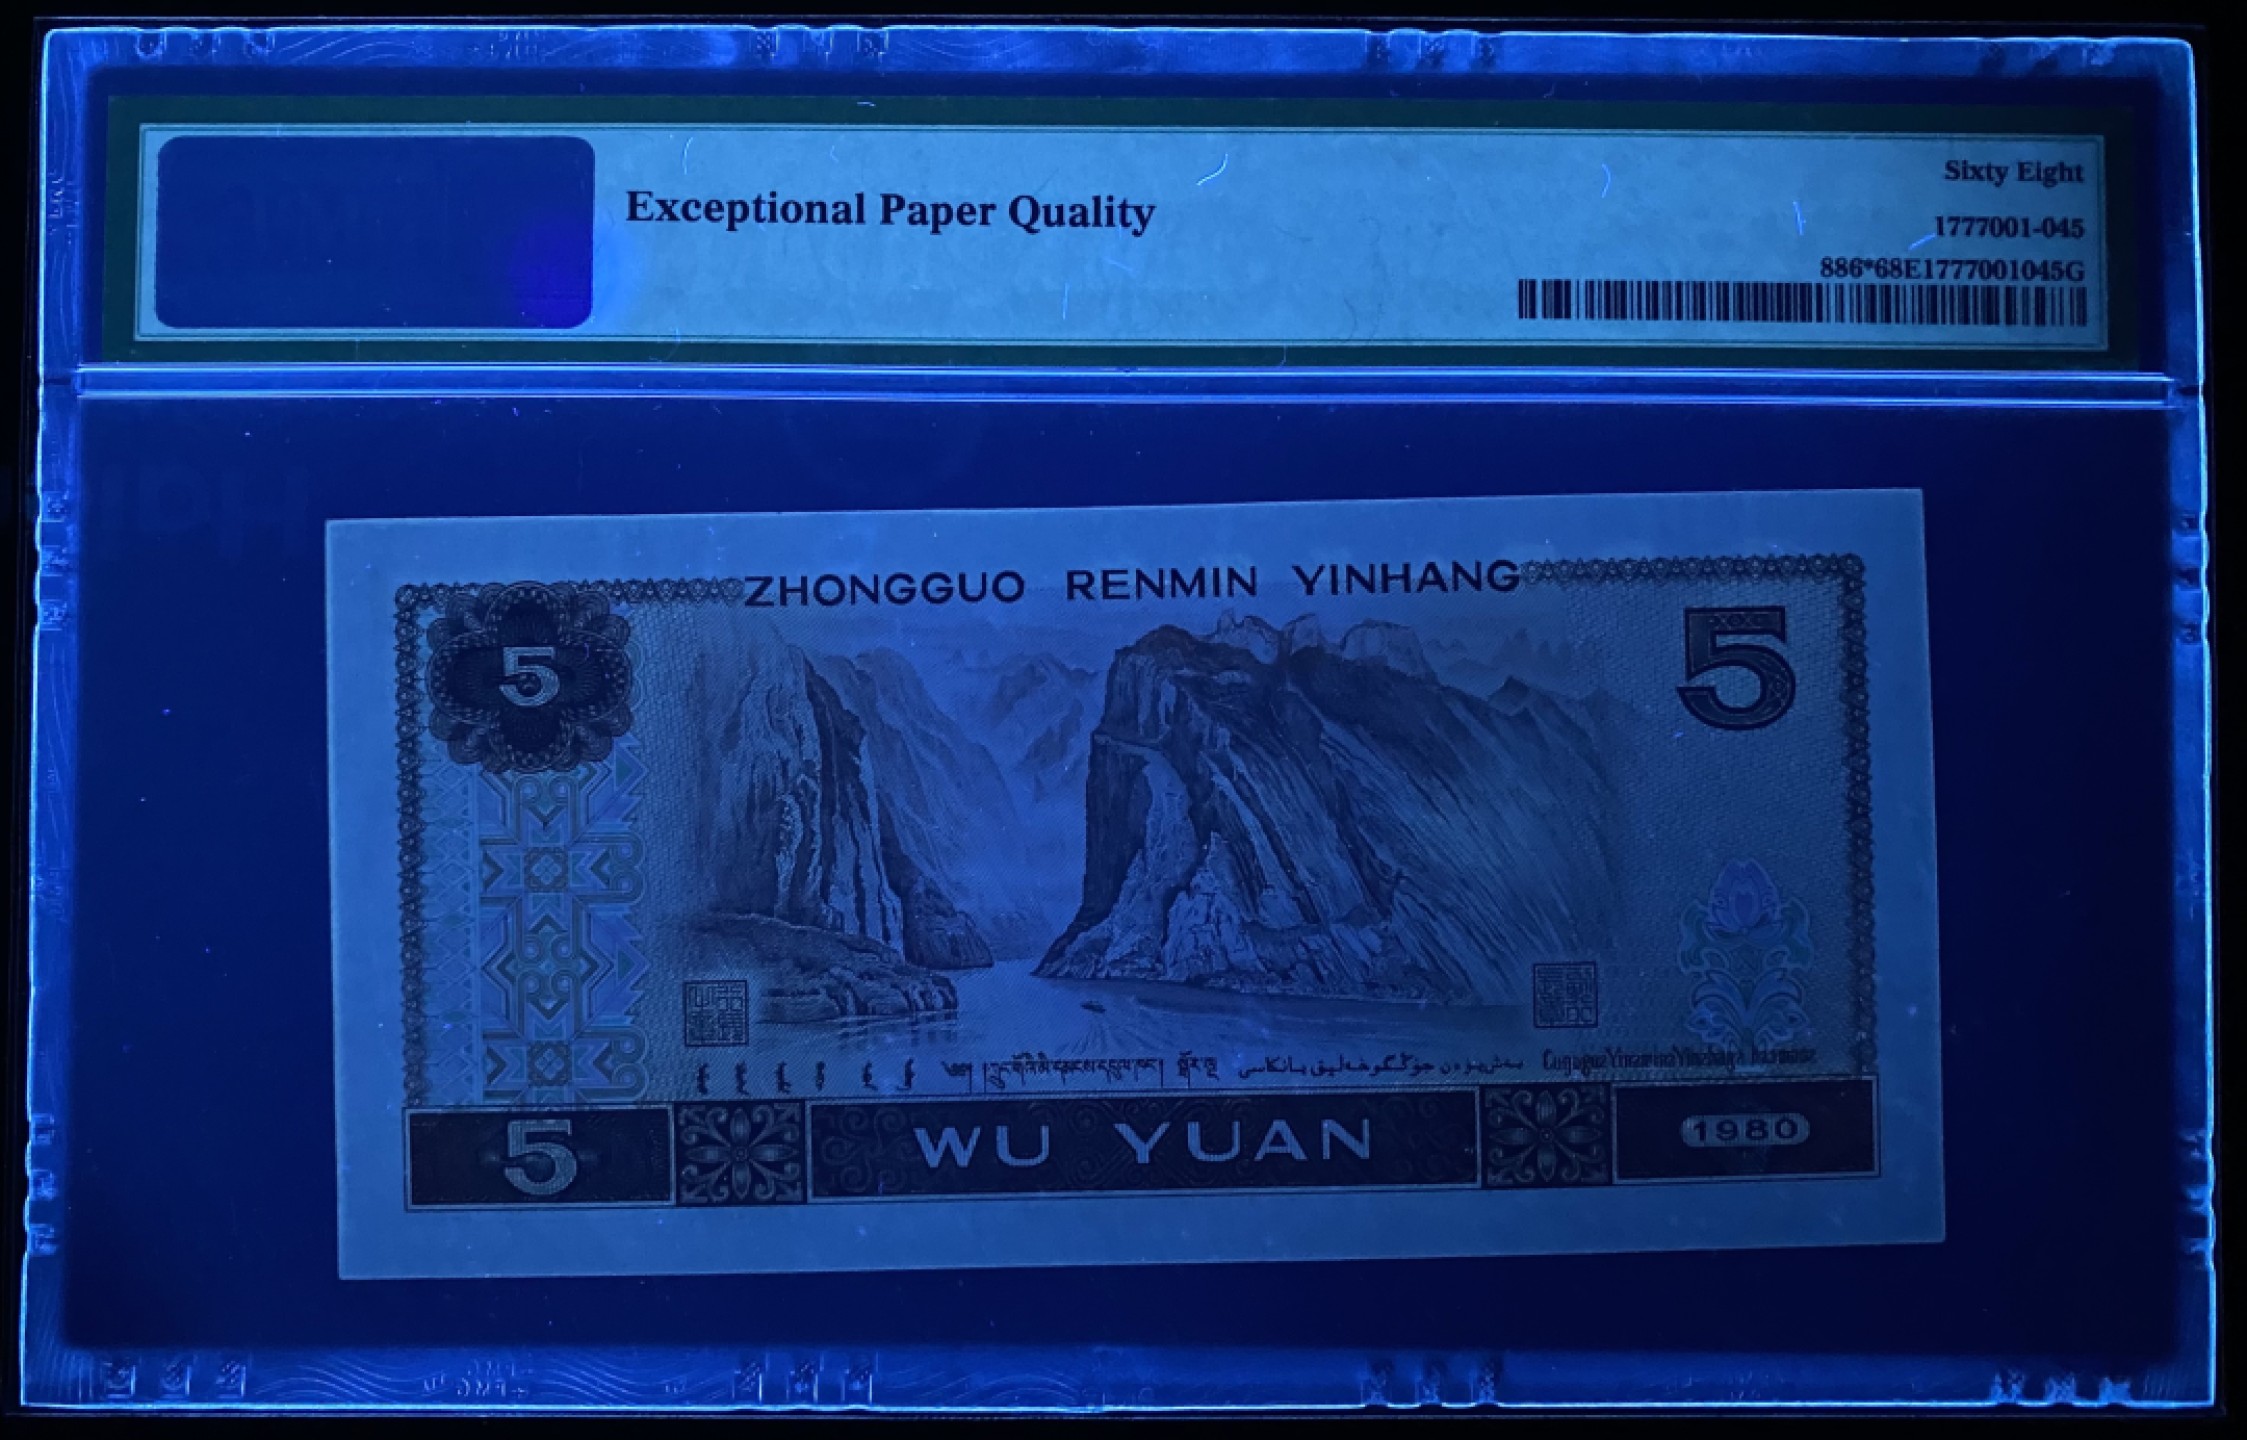 Exceptional Paper Quality
Sixty Eight
1777001-045
886*68E1777001045G
ZHONGGUO RENMIN YINHANG
5
5
5
WU YUAN
1980